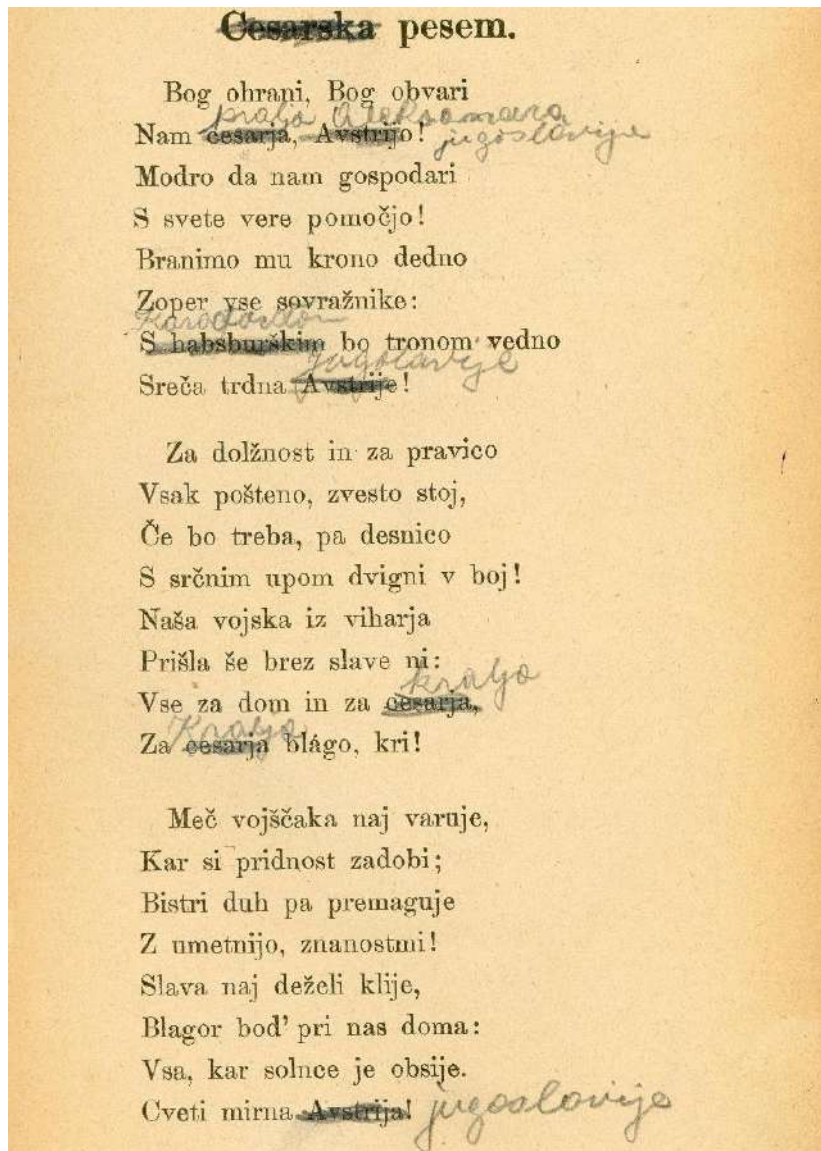 Cesarska pesem.
Bog ohrani, Bog obvari
kralja Aleksandra
Nam cesarja, Avstrijo! jugoslavije
Modro da nam gospodari
S svete vere pomočjo!
Branimo mu krono dedno
Zoper vse sovražnike:
S habsburškim bo tronom vedno
Jugoslavije
Sreča trdna Avstrije!
Za dolžnost in za pravico
Vsak pošteno, zvesto stoj,
Če bo treba, pa desnico
S srčnim upom dvigni v boj!
Naša vojska iz viharja
Prišla še brez slave ni:
kralja
Vse za dom in za cesarja,
Kralja
Za cesarja blágo, kri!
Meč vojščaka naj varuje,
Kar si pridnost zadobi;
Bistri duh pa premaguje
Z umetnijo, znanostmi!
Slava naj deželi klije,
Blagor bod' pri nas doma:
Vsa, kar solnce je obsije.
Cveti mirna Avstrija! jugoslovija